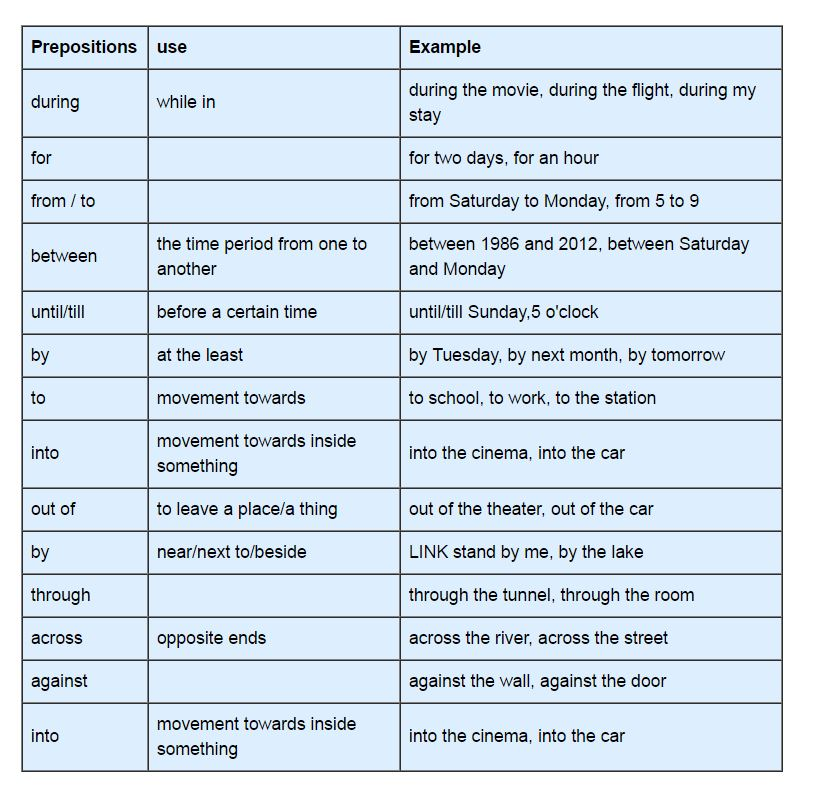 Prepositions use Example
during while in during the movie, during the flight, during my
stay
for for two days, for an hour
from / to from Saturday to Monday, from 5 to 9
between the time period from one to
another between 1986 and 2012, between Saturday
and Monday
until/till before a certain time until/till Sunday,5 o'clock
by at the least by Tuesday, by next month, by tomorrow
to movement towards to school, to work, to the station
into movement towards inside
something into the cinema, into the car
out of to leave a place/a thing out of the theater, out of the car
by near/next to/beside LINK stand by me, by the lake
through through the tunnel, through the room
across opposite ends across the river, across the street
against against the wall, against the door
into movement towards inside
something into the cinema, into the car